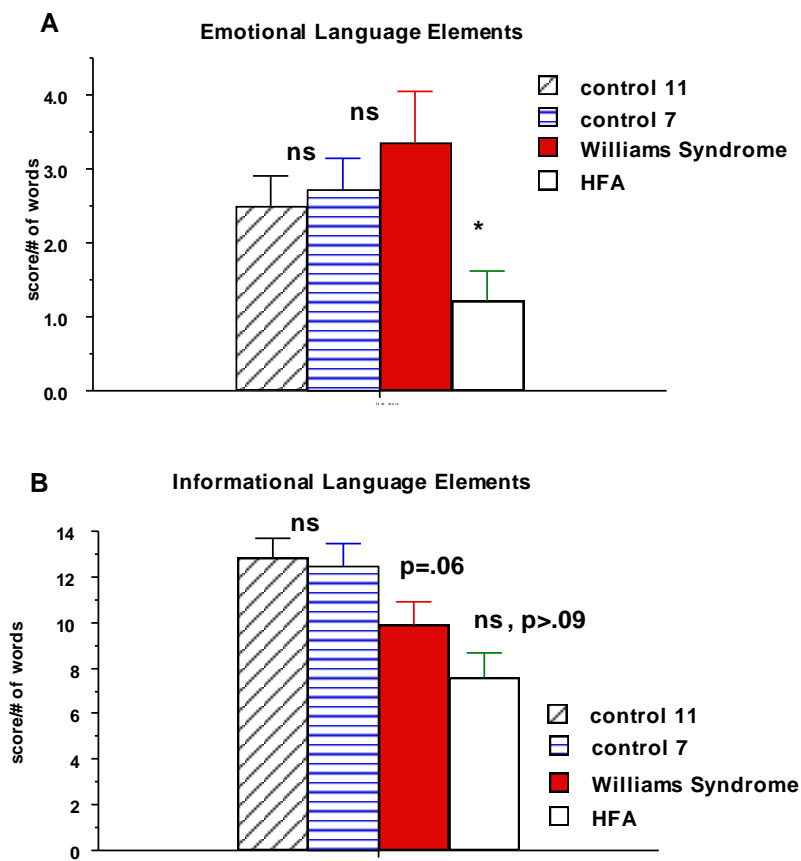 A
Emotional Language Elements
control 11
control 7
Williams Syndrome
HFA
score/# of words
4.0
3.0
2.0
1.0
0.0
ns
ns
*
B
Informational Language Elements
score/# of words
14
12
10
8
6
4
2
0
ns
p=.06
ns , p>.09
control 11
control 7
Williams Syndrome
HFA